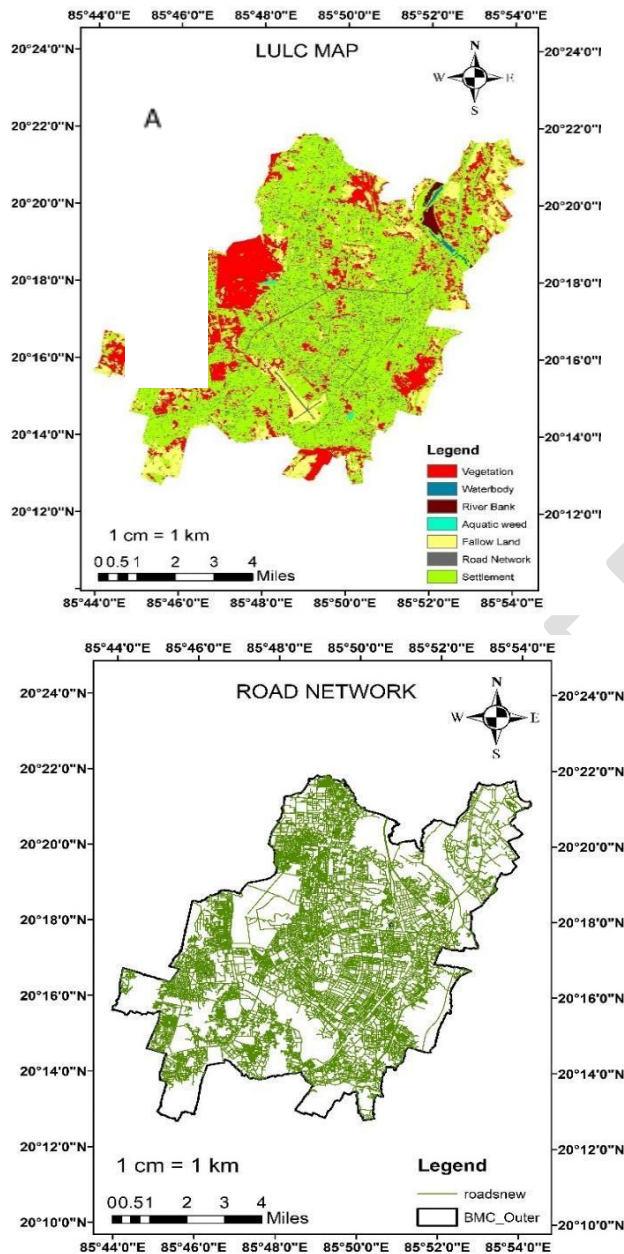 85°44'0"E 85°46'0"E 85°48'0"E 85°50'0"E 85°52'0"E 85°54'0"E
LULC MAP
N
W E
S
A
20°24'0"N 20°24'0"N
20°22'0"N 20°22'0"N
20°20'0"N 20°20'0"N
20°18'0"N 20°18'0"N
20°16'0"N 20°16'0"N
20°14'0"N 20°14'0"N
20°12'0"N 20°12'0"N
Legend
Vegetation
Waterbody
River Bank
Aquatic weed
Fallow Land
Road Network
Settlement
1 cm = 1 km
0 0.5 1 2 3 4
Miles
85°44'0"E 85°46'0"E 85°48'0"E 85°50'0"E 85°52'0"E 85°54'0"E
85°44'0"E 85°46'0"E 85°48'0"E 85°50'0"E 85°52'0"E 85°54'0"E
ROAD NETWORK
N
W E
S
20°24'0"N 20°24'0"N
20°22'0"N 20°22'0"N
20°20'0"N 20°20'0"N
20°18'0"N 20°18'0"N
20°16'0"N 20°16'0"N
20°14'0"N 20°14'0"N
20°12'0"N 20°12'0"N
20°10'0"N 20°10'0"N
1 cm = 1 km
0 0.5 1 2 3 4
Miles
Legend
roadsnew
BMC_Outer
85°44'0"E 85°46'0"E 85°48'0"E 85°50'0"E 85°52'0"E 85°54'0"E